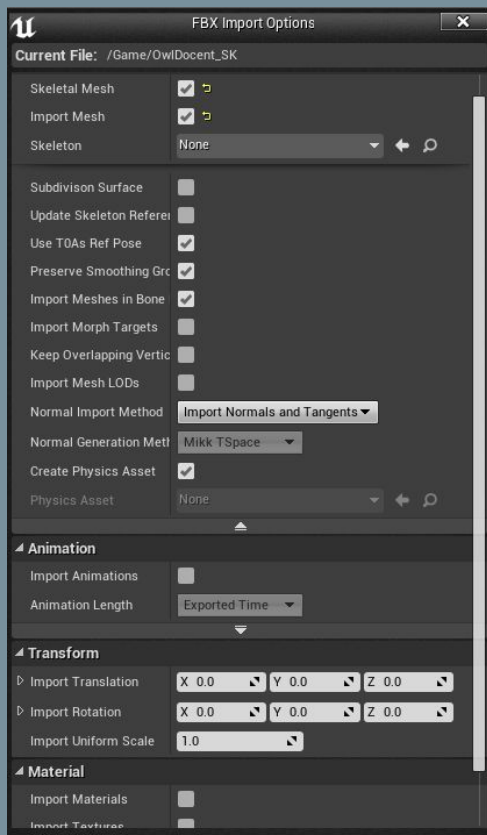 FBX Import Options
Current File: /Game/OwlDocent_SK
Skeletal Mesh
Import Mesh
Skeleton None
Subdivison Surface
Update Skeleton Referer
Use T0As Ref Pose
Preserve Smoothing Grc
Import Meshes in Bone
Import Morph Targets
Keep Overlapping Vertic
Import Mesh LODs
Normal Import Method Import Normals and Tangents
Normal Generation Meth Mikk TSpace
Create Physics Asset
Physics Asset None
Animation
Import Animations
Animation Length Exported Time
Transform
Import Translation X 0.0 Y 0.0 Z 0.0
Import Rotation X 0.0 Y 0.0 Z 0.0
Import Uniform Scale 1.0
Material
Import Materials
Import Textures